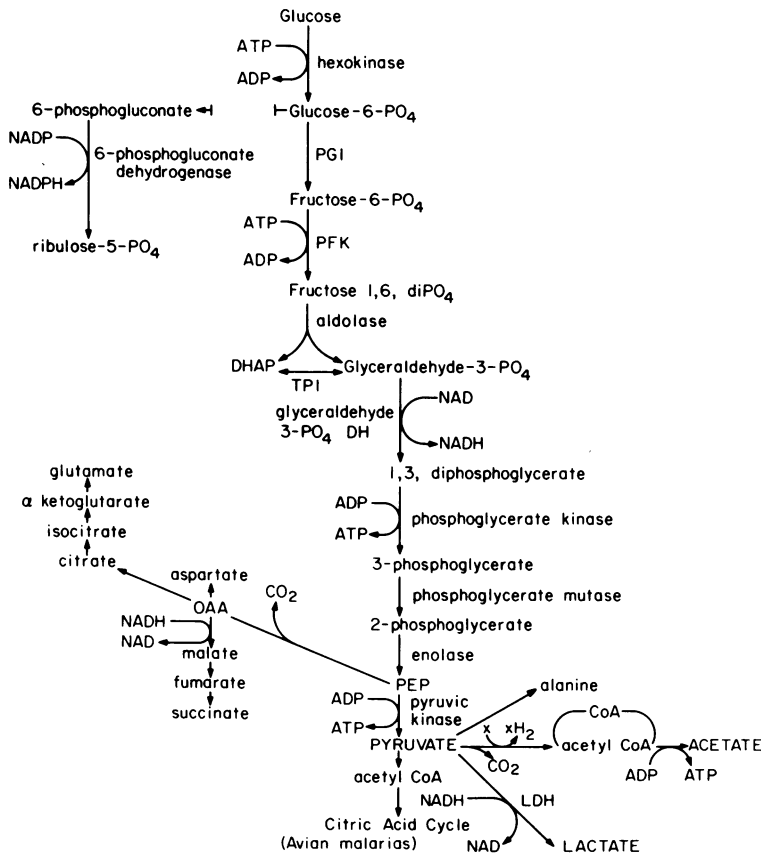 Glucose
ATP
hexokinase
ADP
6-phosphogluconate
Glucose-6-PO4
NADP
6-phosphogluconate
dehydrogenase
NADPH
PGI
Fructose-6-PO4
ribulose-5-PO4
ATP
PFK
ADP
Fructose 1,6, diPO4
aldolase
DHAP
Glyceraldehyde-3-PO4
TPI
NAD
glyceraldehyde
3-PO4 DH
NADH
1,3, diphosphoglycerate
glutamate
α ketoglutarate
isocitrate
citrate
ADP
phosphoglycerate kinase
ATP
3-phosphoglycerate
aspartate
CO2
phosphoglycerate mutase
OAA
NADH
NAD
malate
fumarate
succinate
2-phosphoglycerate
enolase
PEP
ADP
pyruvic
kinase
ATP
alanine
PYRUVATE
x xH2
CO2
CoA
acetyl CoA
ACETATE
ADP
ATP
acetyl CoA
NADH
LDH
Citric Acid Cycle
(Avian malarias)
NAD
LACTATE